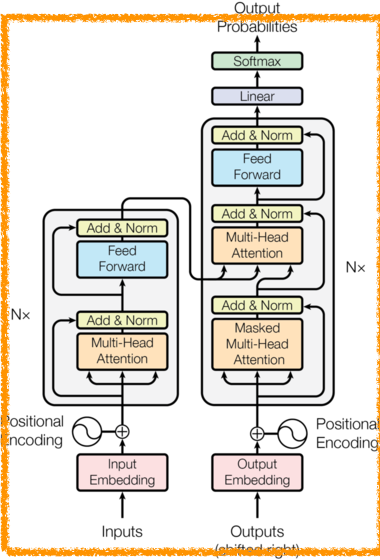 Output
Probabilities
Softmax
Linear
Add & Norm
Feed
Forward
Add & Norm
Multi-Head
Attention
Add & Norm
Masked
Multi-Head
Attention
N×
Add & Norm
Feed
Forward
N×
Add & Norm
Multi-Head
Attention
Positional
Encoding
Positional
Encoding
Input
Embedding
Output
Embedding
Inputs
Outputs
(shifted right)